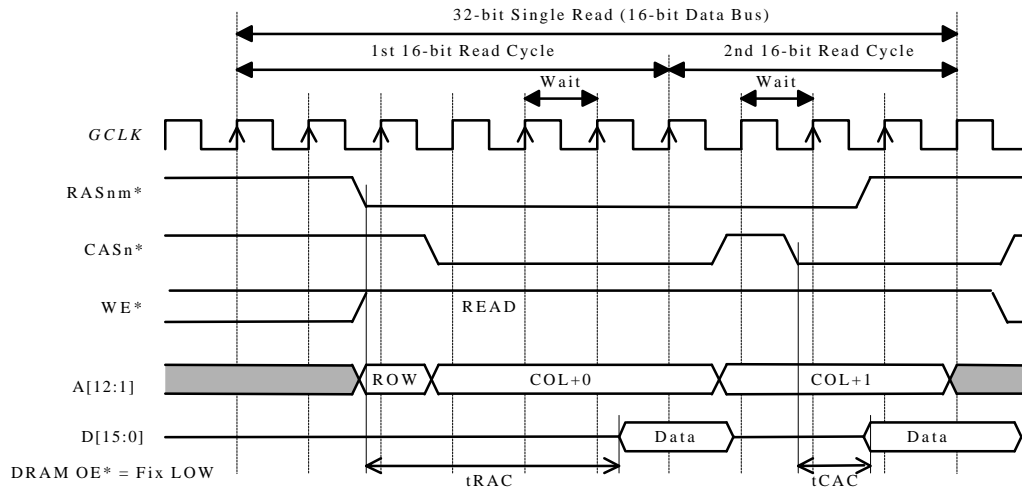 32-bit Single Read (16-bit Data Bus)
1st 16-bit Read Cycle
2nd 16-bit Read Cycle
Wait
Wait
GCLK
RASnm*
CASn*
WE*
READ
A[12:1]
ROW
COL+0
COL+1
D[15:0]
Data
Data
DRAM OE* = Fix LOW
tRAC
tCAC